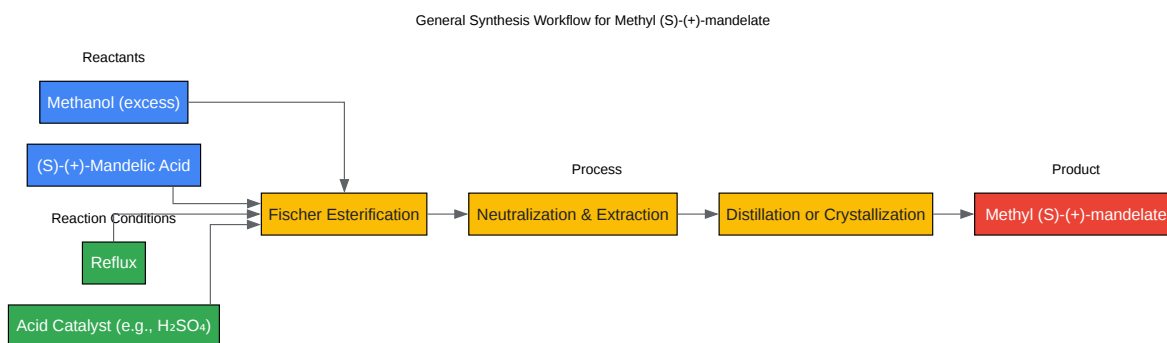 General Synthesis Workflow for Methyl (S)-(+)-mandelate
Reactants
Methanol (excess)
(S)-(+)-Mandelic Acid
Process
Product
Fischer Esterification
Neutralization & Extraction
Distillation or Crystallization
Methyl (S)-(+)-mandelate
Reaction Conditions
Reflux
Acid Catalyst (e.g., H₂SO₄)